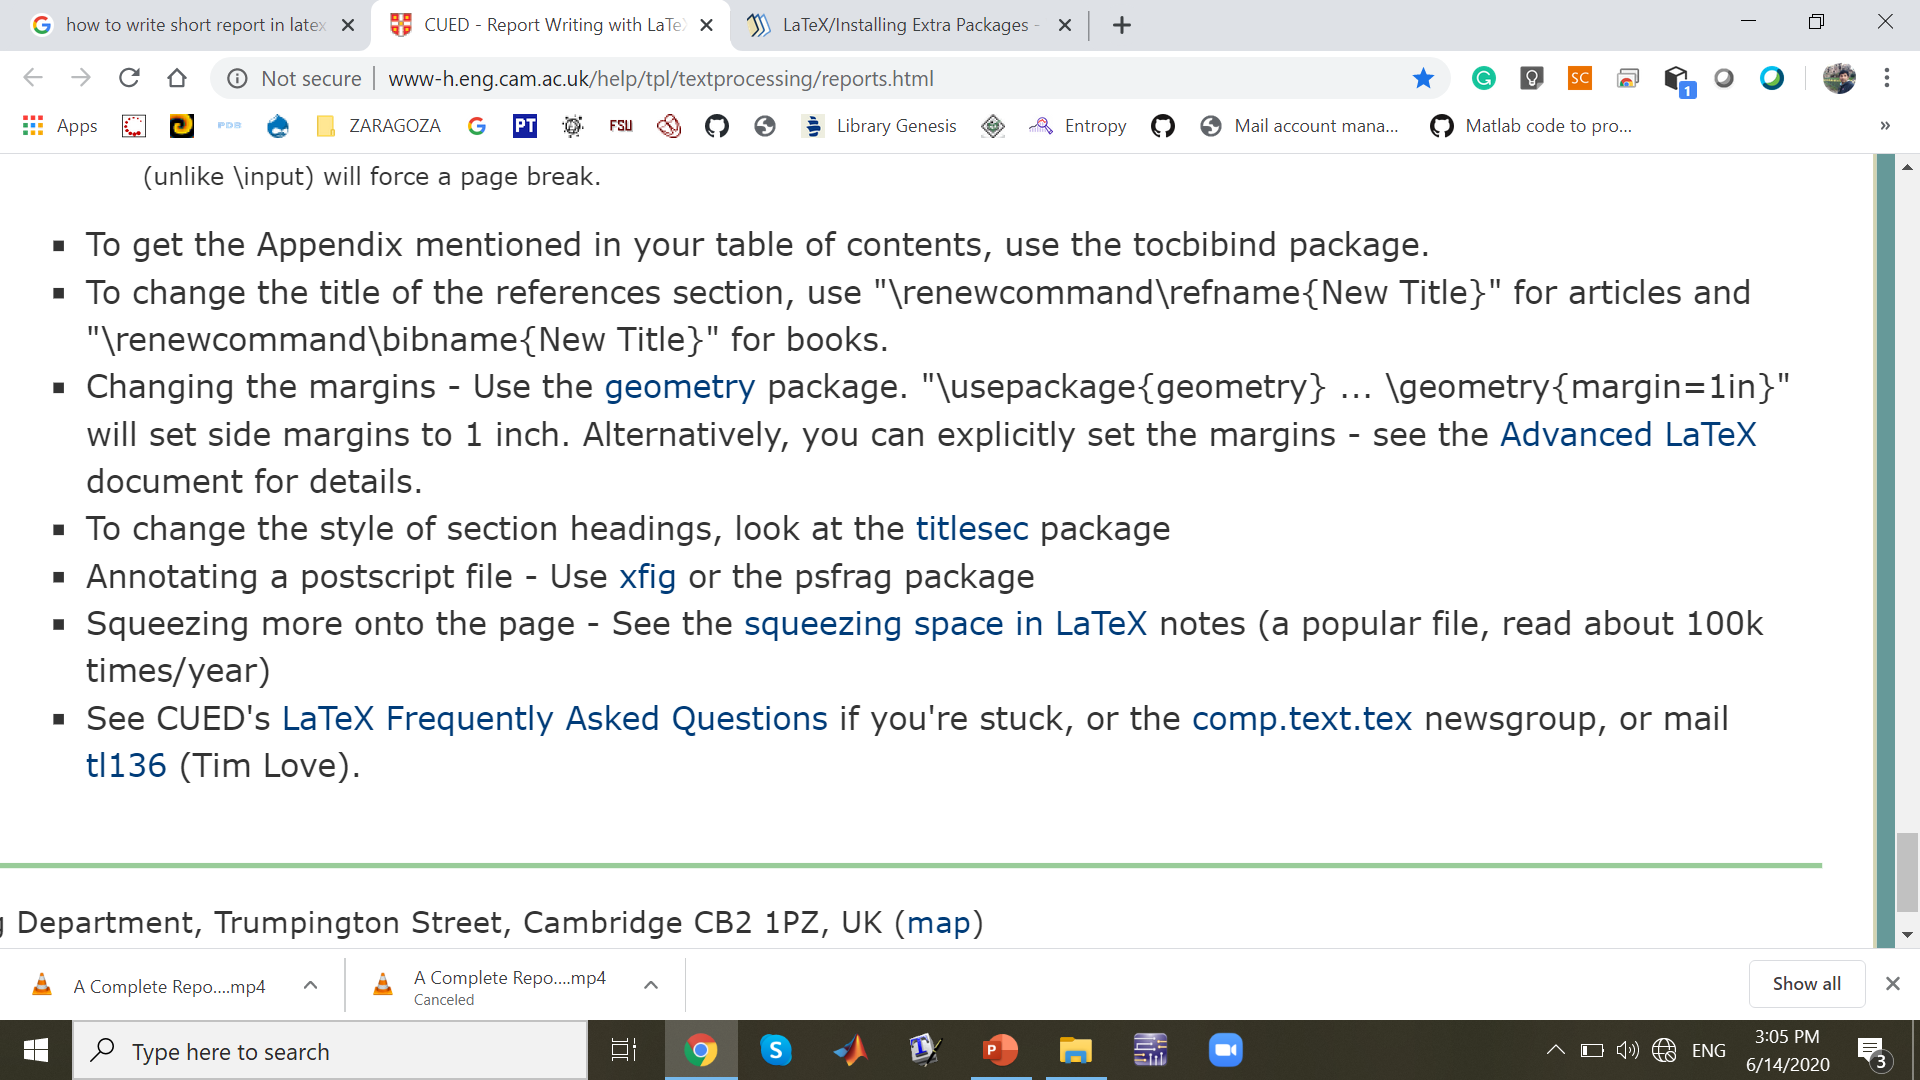 how to write short report in latex
CUED - Report Writing with LaTeX
LaTeX/Installing Extra Packages -
Not secure
www-h.eng.cam.ac.uk/help/tpl/textprocessing/reports.html
SC
1
Apps
PDB
ZARAGOZA
PT
FSU
Library Genesis
Entropy
Mail account mana...
Matlab code to pro...
»
(unlike \input) will force a page break.
To get the Appendix mentioned in your table of contents, use the tocbibind package.
To change the title of the references section, use "\renewcommand\refname{New Title}" for articles and
"\renewcommand\bibname{New Title}" for books.
Changing the margins - Use the geometry package. "\usepackage{geometry} ... \geometry{margin=1in}"
will set side margins to 1 inch. Alternatively, you can explicitly set the margins - see the Advanced LaTeX
document for details.
To change the style of section headings, look at the titlesec package
Annotating a postscript file - Use xfig or the psfrag package
Squeezing more onto the page - See the squeezing space in LaTeX notes (a popular file, read about 100k
times/year)
See CUED's LaTeX Frequently Asked Questions if you're stuck, or the comp.text.tex newsgroup, or mail
tl136 (Tim Love).
g Department, Trumpington Street, Cambridge CB2 1PZ, UK (map)
A Complete Repo....mp4
A Complete Repo....mp4
Canceled
Show all
Type here to search
ENG
3:05 PM
6/14/2020
3